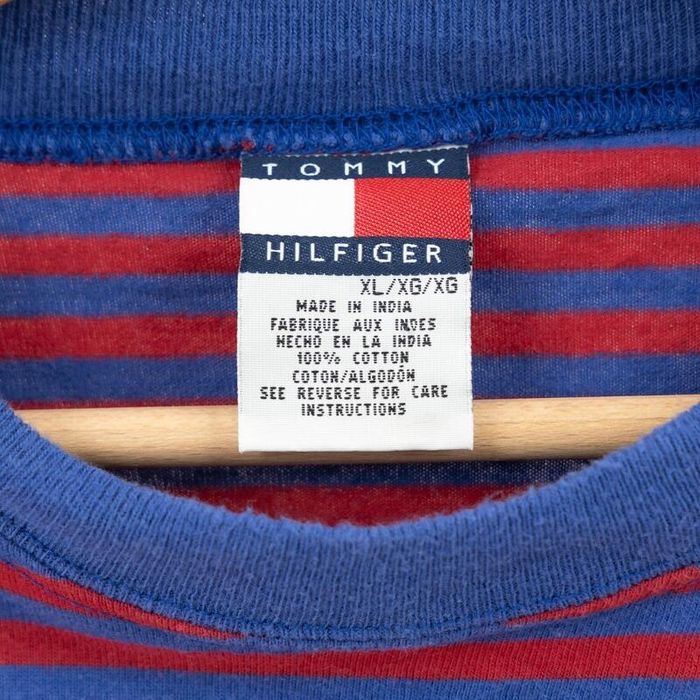 TOMMY
HILFIGER
XL/XG/XG
MADE IN INDIA
FABRIQUE AUX INDES
HECHO EN LA INDIA
100% COTTON
COTON/ALGODÓN
SEE REVERSE FOR CARE
INSTRUCTIONS